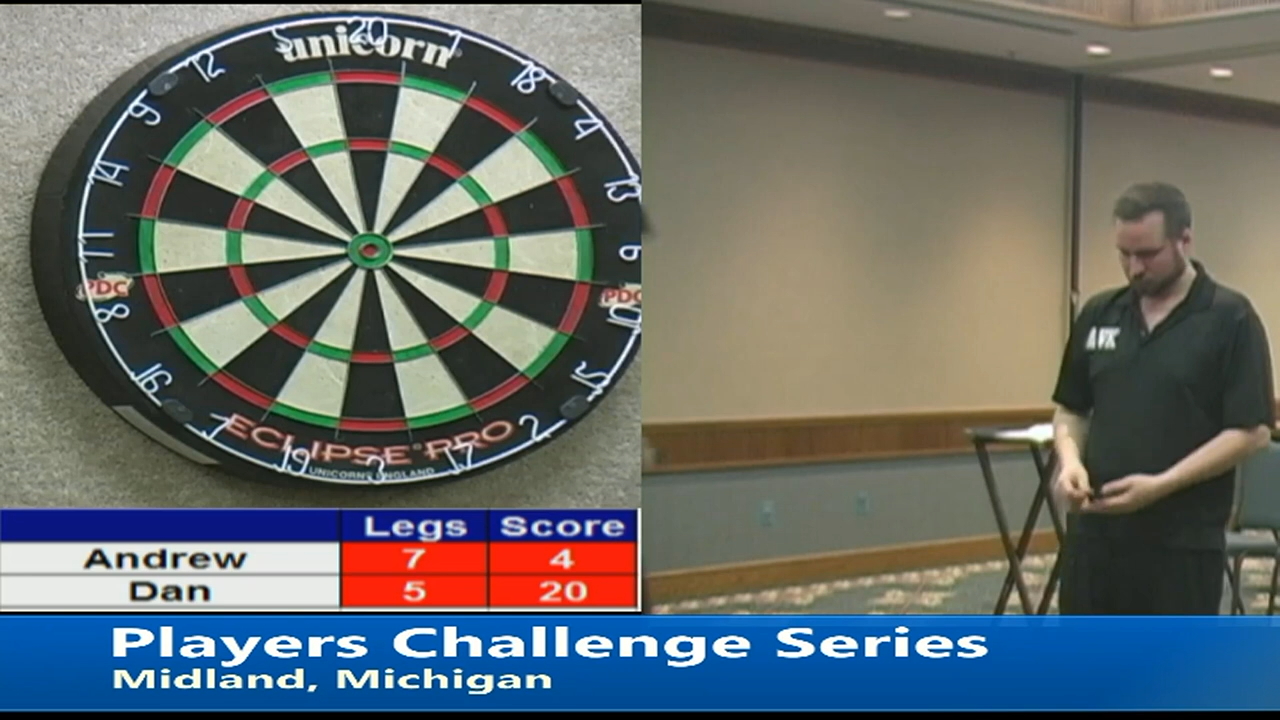 unicorn
5 20 1
12 18
9 4
14 13
11 6
PDC PDC
8 10
16 15
7 2
ECLIPSE PRO
19 3 17
UNICORN ENGLAND
AVK
Legs Score
Andrew 7 4
Dan 5 20
Players Challenge Series
Midland, Michigan